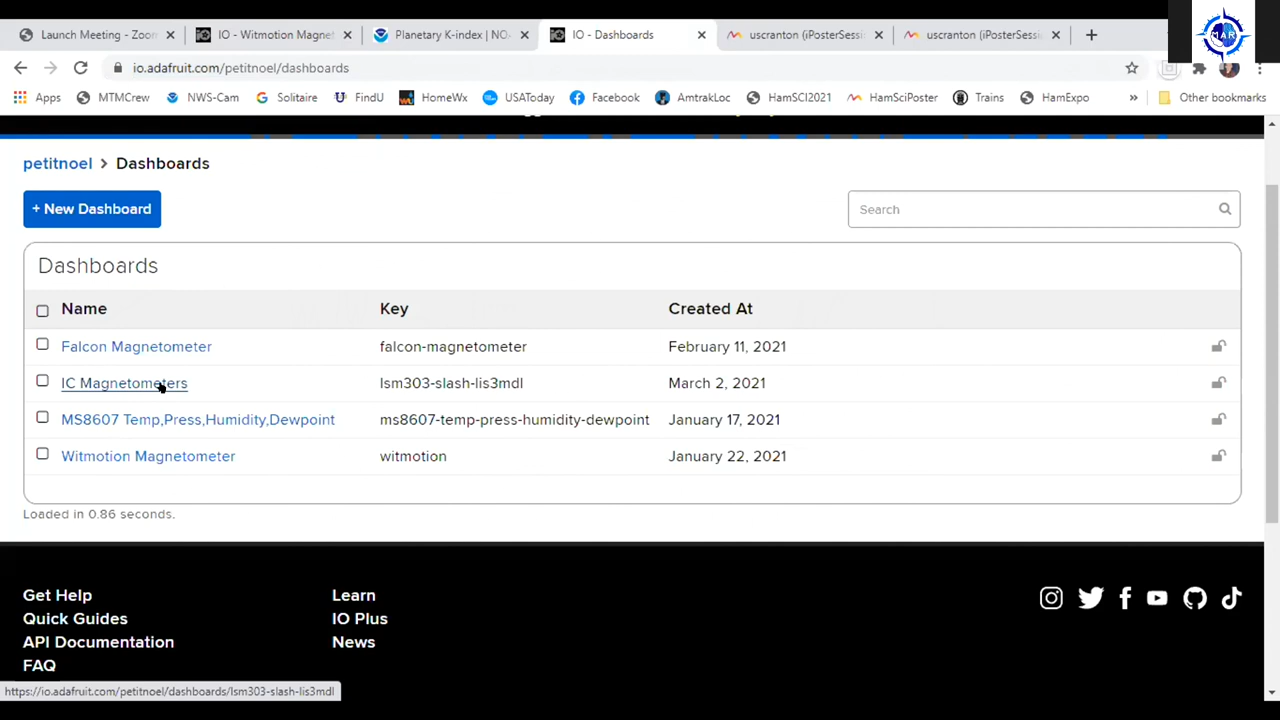 Launch Meeting - Zoom
IO - Witmotion Magnet
Planetary K-index | NO
IO - Dashboards
uscranton (iPosterSessi
uscranton (iPosterSessi
MAR
io.adafruit.com/petitnoel/dashboards
Apps MTMCrew NWS-Cam Solitaire FindU HomeWx USAToday Facebook AmtrakLoc HamSCI2021 HamSciPoster Trains HamExpo » Other bookmarks
petitnoel > Dashboards
+ New Dashboard
Search
Dashboards
Name Key Created At
Falcon Magnetometer falcon-magnetometer February 11, 2021
IC Magnetometers lsm303-slash-lis3mdl March 2, 2021
MS8607 Temp,Press,Humidity,Dewpoint ms8607-temp-press-humidity-dewpoint January 17, 2021
Witmotion Magnetometer witmotion January 22, 2021
Loaded in 0.86 seconds.
Get Help Learn
Quick Guides IO Plus
API Documentation News
FAQ
https://io.adafruit.com/petitnoel/dashboards/lsm303-slash-lis3mdl